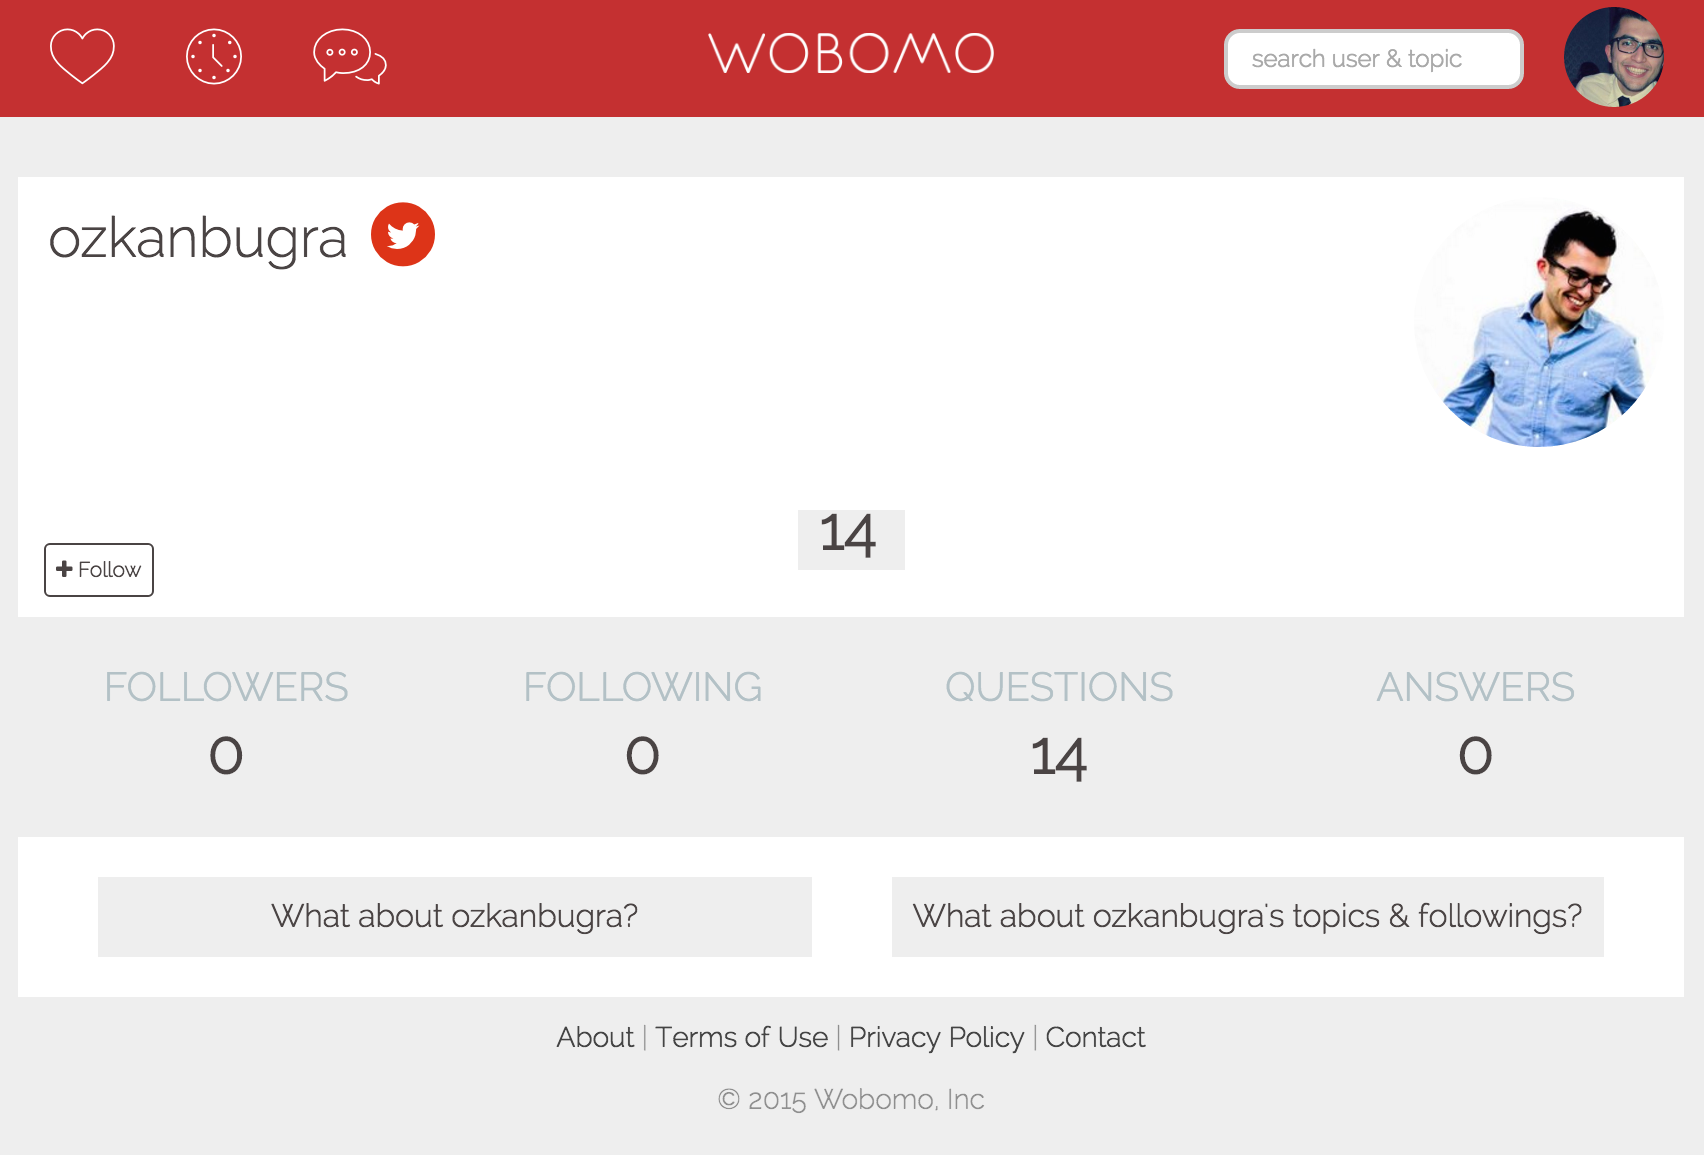 WOBOMO
search user & topic
ozkanbugra
14
Follow
FOLLOWERS
FOLLOWING
QUESTIONS
ANSWERS
0
0
14
0
What about ozkanbugra?
What about ozkanbugra's topics & followings?
About | Terms of Use | Privacy Policy | Contact
© 2015 Wobomo, Inc